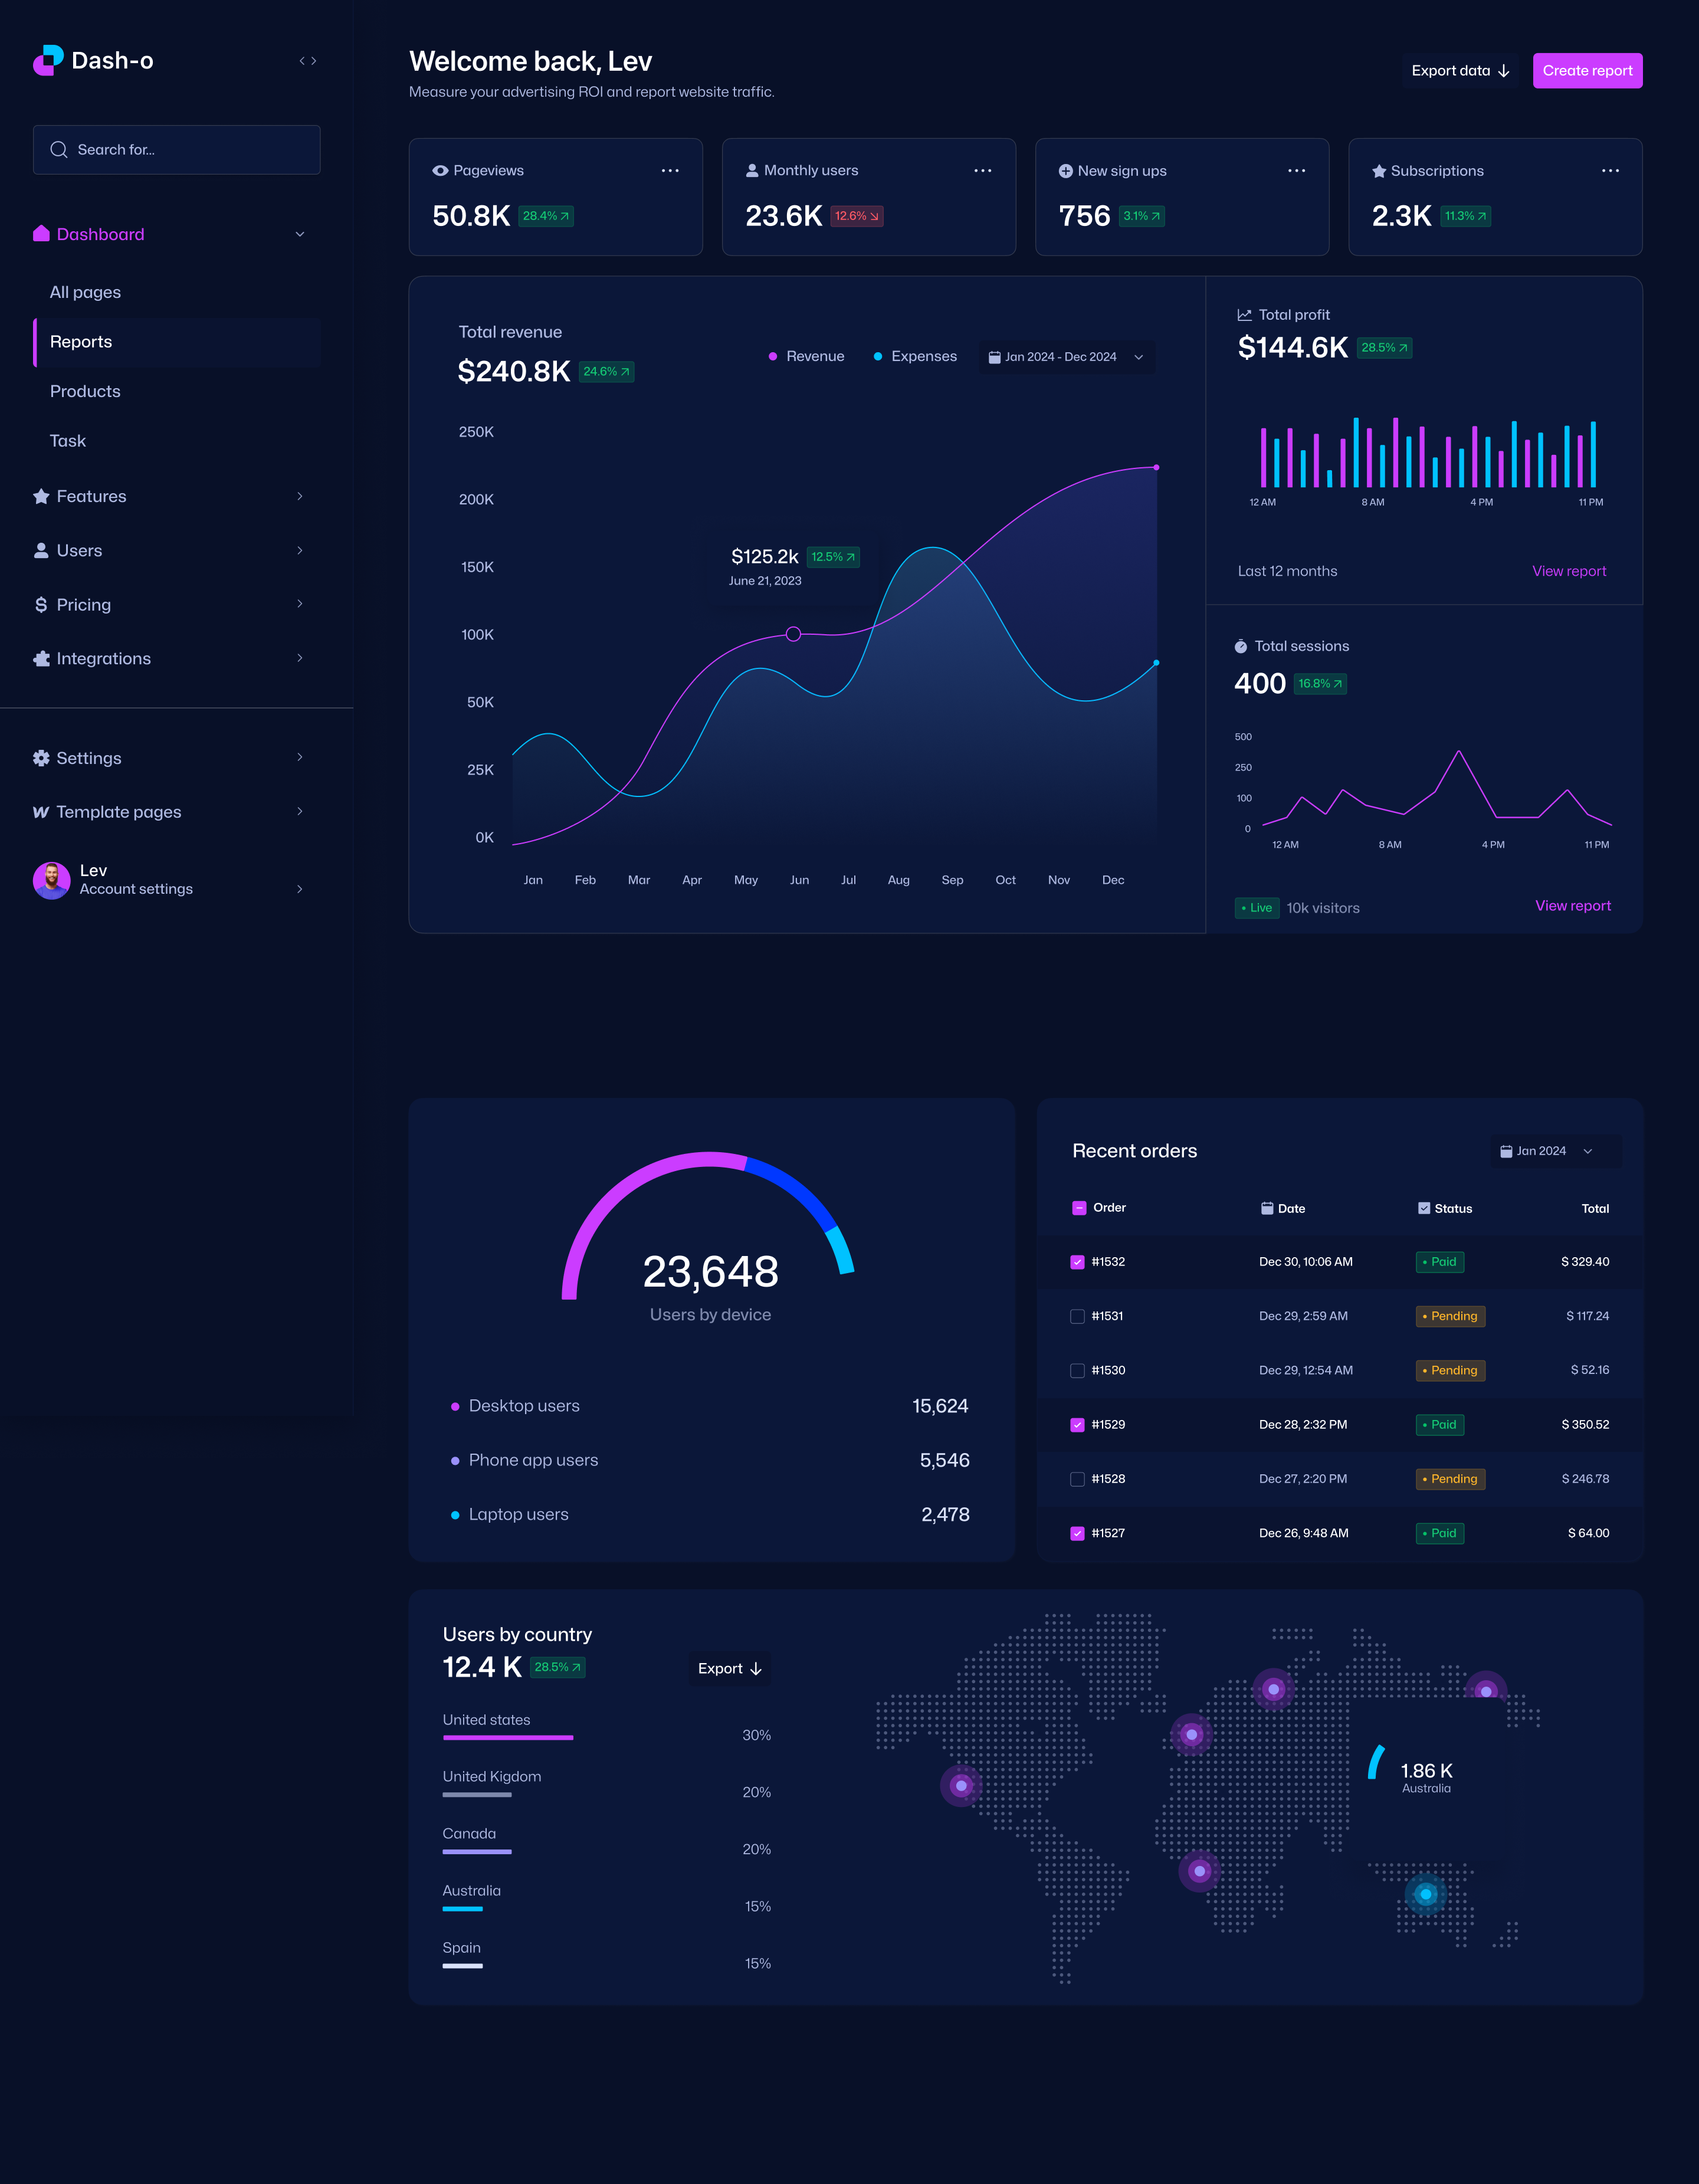 Dash-o
Search for...
Dashboard
All pages
Reports
Products
Task
Features
Users
Pricing
Integrations
Settings
Template pages
Lev
Account settings
Welcome back, Lev
Measure your advertising ROI and report website traffic.
Export data
Create report
Pageviews
50.8K 28.4%
Monthly users
23.6K 12.6%
New sign ups
756 3.1%
Subscriptions
2.3K 11.3%
Total revenue
$240.8K 24.6%
Revenue Expenses Jan 2024 - Dec 2024
250K
200K
150K
100K
50K
25K
0K
$125.2k 12.5%
June 21, 2023
Jan Feb Mar Apr May Jun Jul Aug Sep Oct Nov Dec
Total profit
$144.6K 28.5%
12 AM 8 AM 4 PM 11 PM
Last 12 months View report
Total sessions
400 16.8%
500
250
100
0
12 AM 8 AM 4 PM 11 PM
Live 10k visitors View report
23,648
Users by device
Desktop users 15,624
Phone app users 5,546
Laptop users 2,478
Recent orders Jan 2024
Order Date Status Total
#1532 Dec 30, 10:06 AM Paid $ 329.40
#1531 Dec 29, 2:59 AM Pending $ 117.24
#1530 Dec 29, 12:54 AM Pending $ 52.16
#1529 Dec 28, 2:32 PM Paid $ 350.52
#1528 Dec 27, 2:20 PM Pending $ 246.78
#1527 Dec 26, 9:48 AM Paid $ 64.00
Users by country
12.4 K 28.5%
Export
United states 30%
United Kigdom 20%
Canada 20%
Australia 15%
Spain 15%
1.86 K
Australia